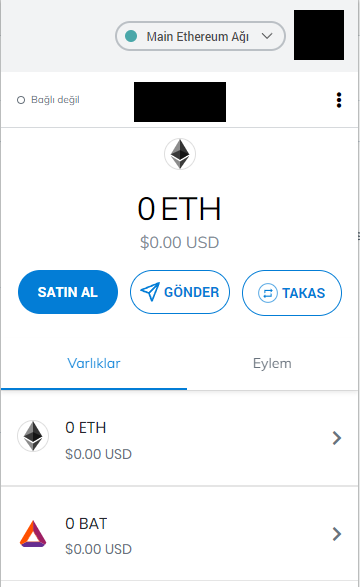 Main Ethereum Ağı
Bağlı değil
0 ETH
$0.00 USD
SATIN AL
GÖNDER
TAKAS
Varlıklar
Eylem
0 ETH
$0.00 USD
0 BAT
$0.00 USD